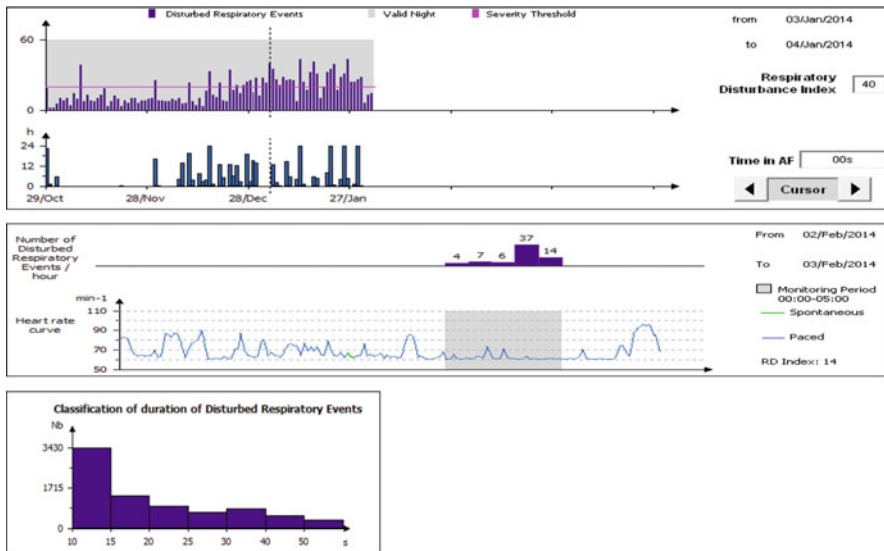 Disturbed Respiratory Events Valid Night Severity Threshold
from 03/Jan/2014
to 04/Jan/2014
60
0
Respiratory
Disturbance Index 40
h
24
12
0
29/Oct 28/Nov 28/Dec 27/Jan
Time in AF 00s
Cursor
Number of
Disturbed
Respiratory
Events /
hour
4 7 6 37 14
From 02/Feb/2014
To 03/Feb/2014
Monitoring Period
00:00-05:00
Spontaneous
Paced
RD Index: 14
min-1
Heart rate
curve
110
90
70
50
Classification of duration of Disturbed Respiratory Events
Nb
3430
1715
0
10 15 20 25 30 40 50 s